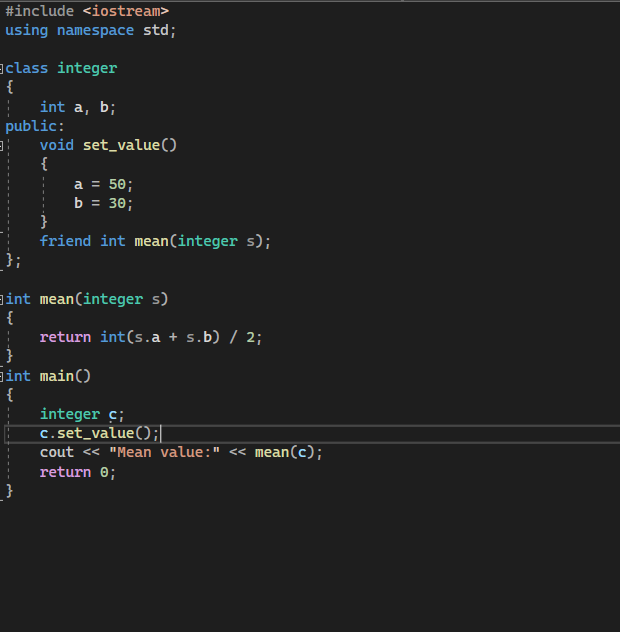 #include <iostream>
using namespace std;
class integer
{
int a, b;
public:
void set_value()
{
a = 50;
b = 30;
}
friend int mean(integer s);
};
int mean(integer s)
{
return int(s.a + s.b) / 2;
}
int main()
{
integer c;
c.set_value();
cout << "Mean value:" << mean(c);
return 0;
}